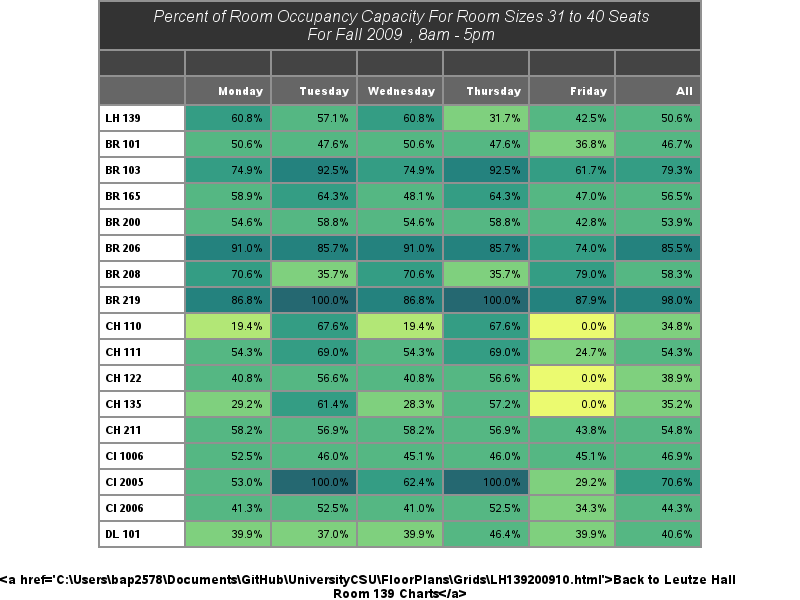 Percent of Room Occupancy Capacity For Room Sizes 31 to 40 Seats
For Fall 2009 , 8am - 5pm
Monday Tuesday Wednesday Thursday Friday All
LH 139 60.8% 57.1% 60.8% 31.7% 42.5% 50.6%
BR 101 50.6% 47.6% 50.6% 47.6% 36.8% 46.7%
BR 103 74.9% 92.5% 74.9% 92.5% 61.7% 79.3%
BR 165 58.9% 64.3% 48.1% 64.3% 47.0% 56.5%
BR 200 54.6% 58.8% 54.6% 58.8% 42.8% 53.9%
BR 206 91.0% 85.7% 91.0% 85.7% 74.0% 85.5%
BR 208 70.6% 35.7% 70.6% 35.7% 79.0% 58.3%
BR 219 86.8% 100.0% 86.8% 100.0% 87.9% 98.0%
CH 110 19.4% 67.6% 19.4% 67.6% 0.0% 34.8%
CH 111 54.3% 69.0% 54.3% 69.0% 24.7% 54.3%
CH 122 40.8% 56.6% 40.8% 56.6% 0.0% 38.9%
CH 135 29.2% 61.4% 28.3% 57.2% 0.0% 35.2%
CH 211 58.2% 56.9% 58.2% 56.9% 43.8% 54.8%
CI 1006 52.5% 46.0% 45.1% 46.0% 45.1% 46.9%
CI 2005 53.0% 100.0% 62.4% 100.0% 29.2% 70.6%
CI 2006 41.3% 52.5% 41.0% 52.5% 34.3% 44.3%
DL 101 39.9% 37.0% 39.9% 46.4% 39.9% 40.6%
<a href='C:\Users\bap2578\Documents\GitHub\UniversityCSU\FloorPlans\Grids\LH139200910.html'>Back to Leutze Hall
Room 139 Charts</a>